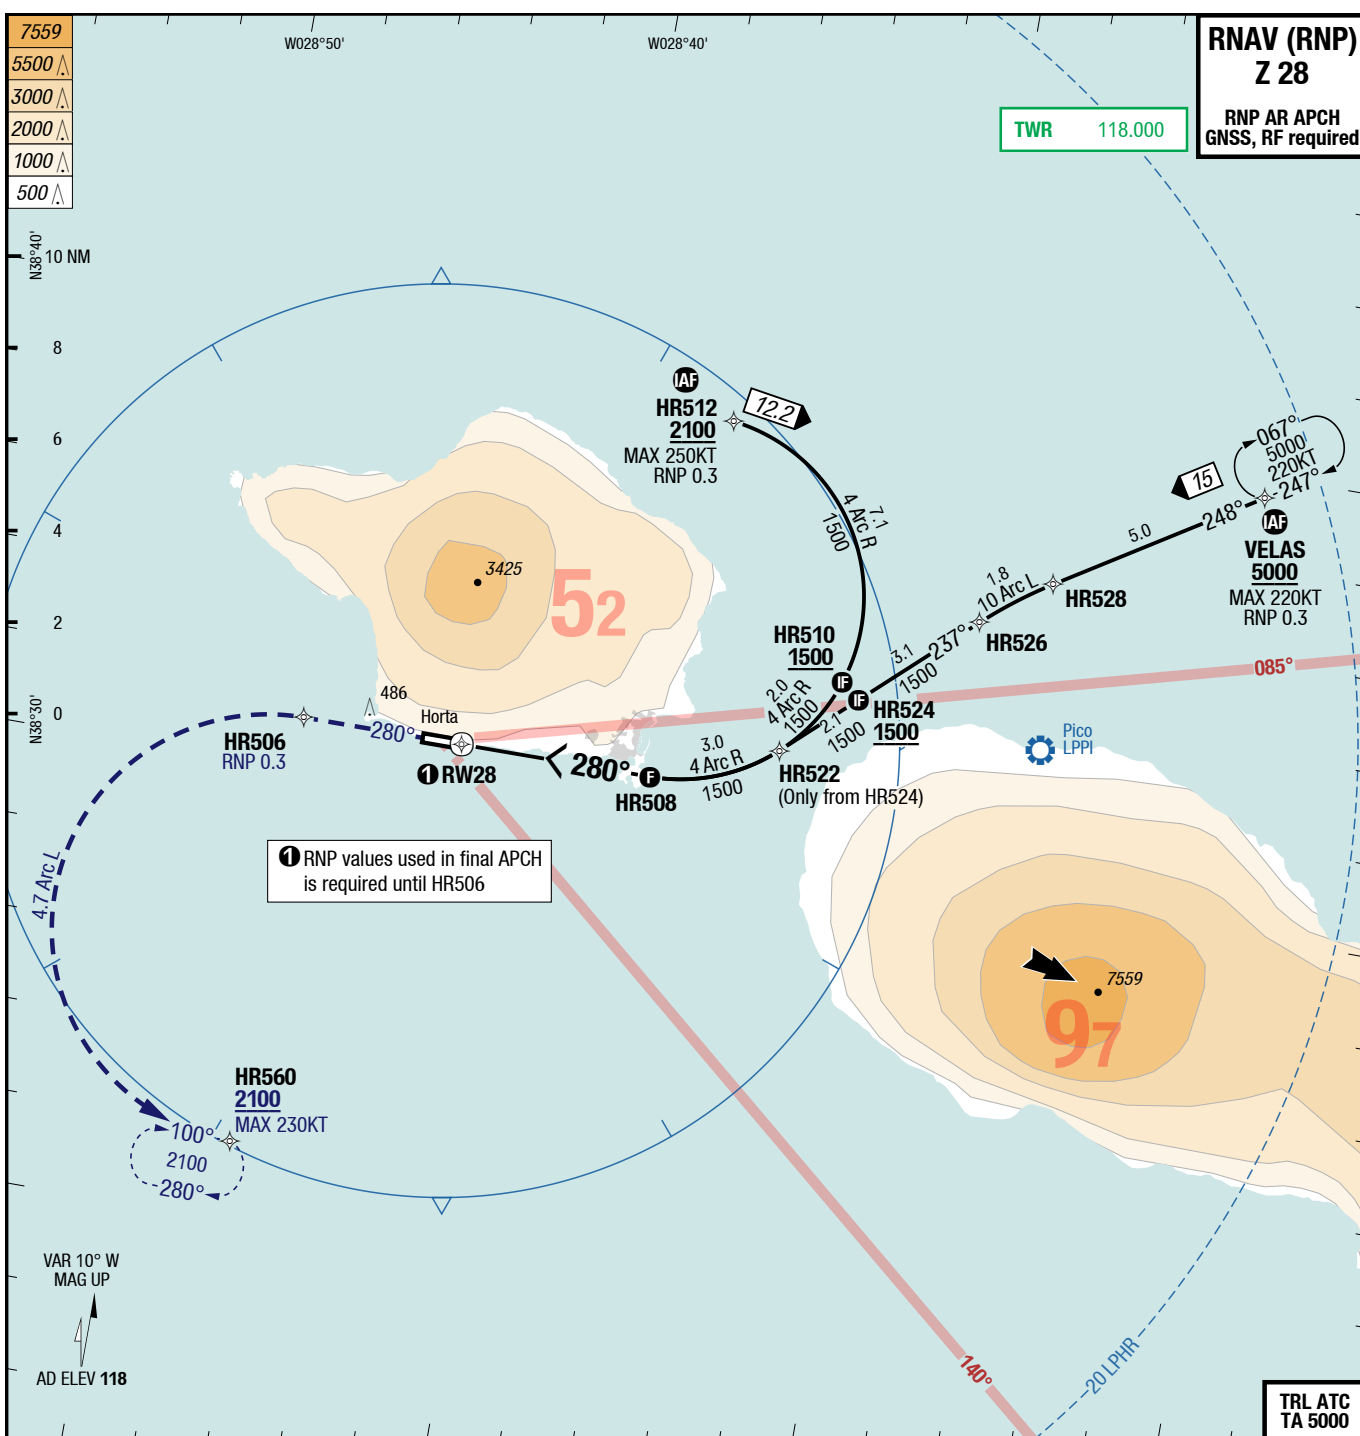 7559
5500
3000
2000
1000
500
W028°50'
W028°40'
RNAV (RNP)
Z 28
RNP AR APCH
GNSS, RF required
TWR 118.000
N38°40'
10 NM
8
6
4
2
0
N38°30'
IAF
HR512
2100
MAX 250KT
RNP 0.3
12.2
7.1
4 Arc R
1500
067°
5000
220KT
247°
15
248°
5.0
IAF
VELAS
5000
MAX 220KT
RNP 0.3
1.8
10 Arc L
HR528
HR526
237°
3.1
1500
3425
52
HR510
1500
IF
IF
HR524
1500
2.0
4 Arc R
1500
2.1
1500
085°
486
Horta
HR506
RNP 0.3
280°
1 RW28
280°
F
HR508
3.0
4 Arc R
1500
HR522
(Only from HR524)
Pico
LPPI
1 RNP values used in final APCH
is required until HR506
4.7 Arc L
7559
97
HR560
2100
MAX 230KT
100°
2100
280°
VAR 10° W
MAG UP
AD ELEV 118
140°
20 LPHR
TRL ATC
TA 5000